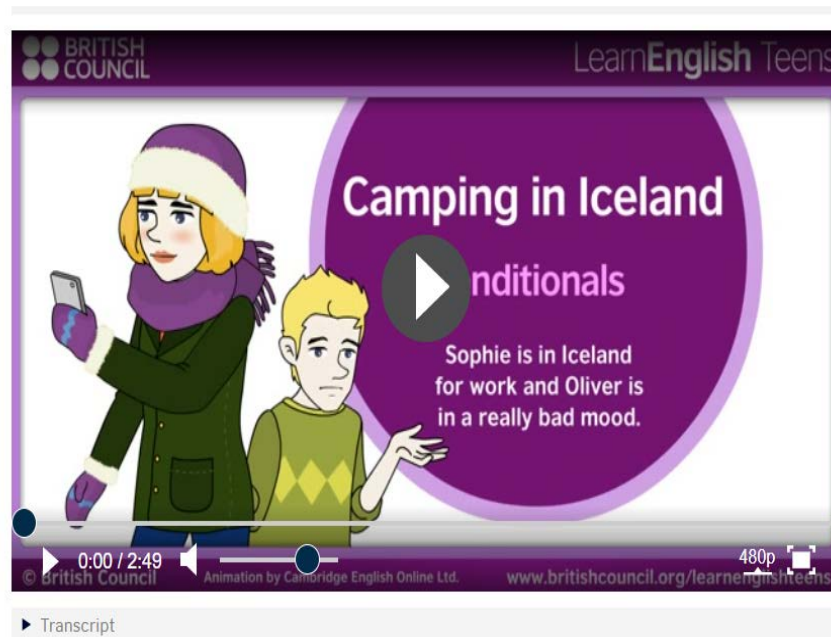 BRITISH
COUNCIL
LearnEnglish Teens
Camping in Iceland
nditionals
Sophie is in Iceland
for work and Oliver is
in a really bad mood.
0:00 / 2:49
480p
© British Council
Animation by Cambridge English Online Ltd.
www.britishcouncil.org/learnenglishteens
Transcript